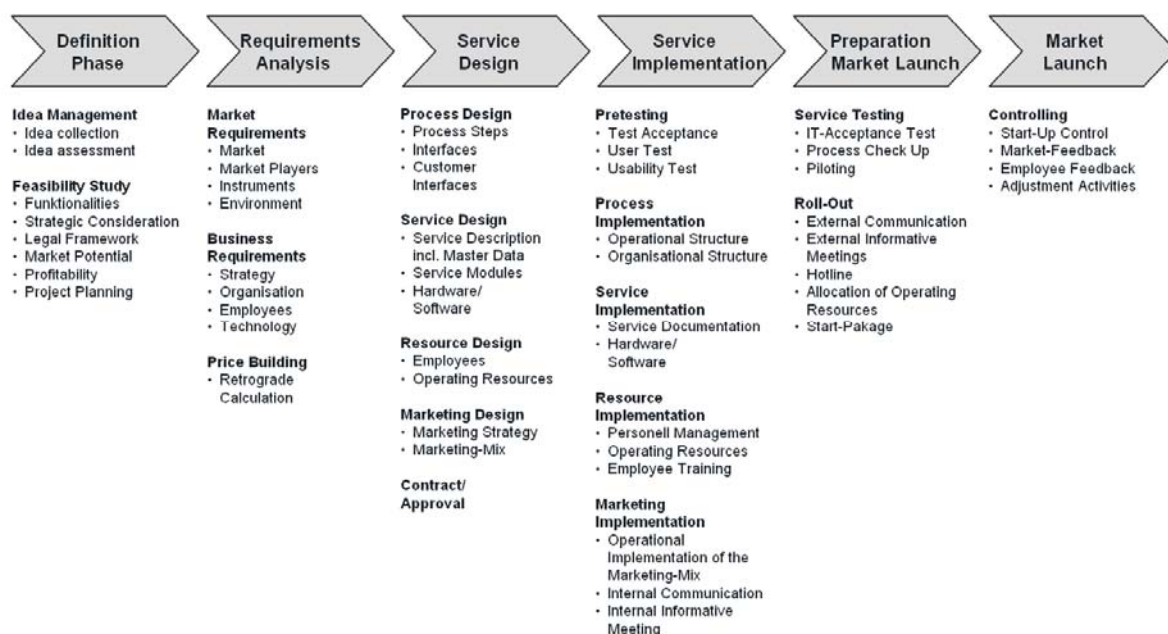 Definition
Phase
Requirements
Analysis
Service
Design
Service
Implementation
Preparation
Market Launch
Market
Launch
Idea Management
· Idea collection
· Idea assessment
Feasibility Study
· Funktionalities
· Strategic Consideration
· Legal Framework
· Market Potential
· Profitability
· Project Planning
Market
Requirements
· Market
· Market Players
· Instruments
· Environment
Business
Requirements
· Strategy
· Organisation
· Employees
· Technology
Price Building
· Retrograde
Calculation
Process Design
· Process Steps
· Interfaces
· Customer
Interfaces
Service Design
· Service Description
incl. Master Data
· Service Modules
· Hardware/
Software
Resource Design
· Employees
· Operating Resources
Marketing Design
· Marketing Strategy
· Marketing-Mix
Contract/
Approval
Pretesting
· Test Acceptance
· User Test
· Usability Test
Process
Implementation
· Operational Structure
· Organisational Structure
Service
Implementation
· Service Documentation
· Hardware/
Software
Resource
Implementation
· Personell Management
· Operating Resources
· Employee Training
Marketing
Implementation
· Operational
Implementation of the
Marketing-Mix
· Internal Communication
· Internal Informative
Meeting
Service Testing
· IT-Acceptance Test
· Process Check Up
· Piloting
Roll-Out
· External Communication
· External Informative
Meetings
· Hotline
· Allocation of Operating
Resources
· Start-Pakage
Controlling
· Start-Up Control
· Market-Feedback
· Employee Feedback
· Adjustment Activities